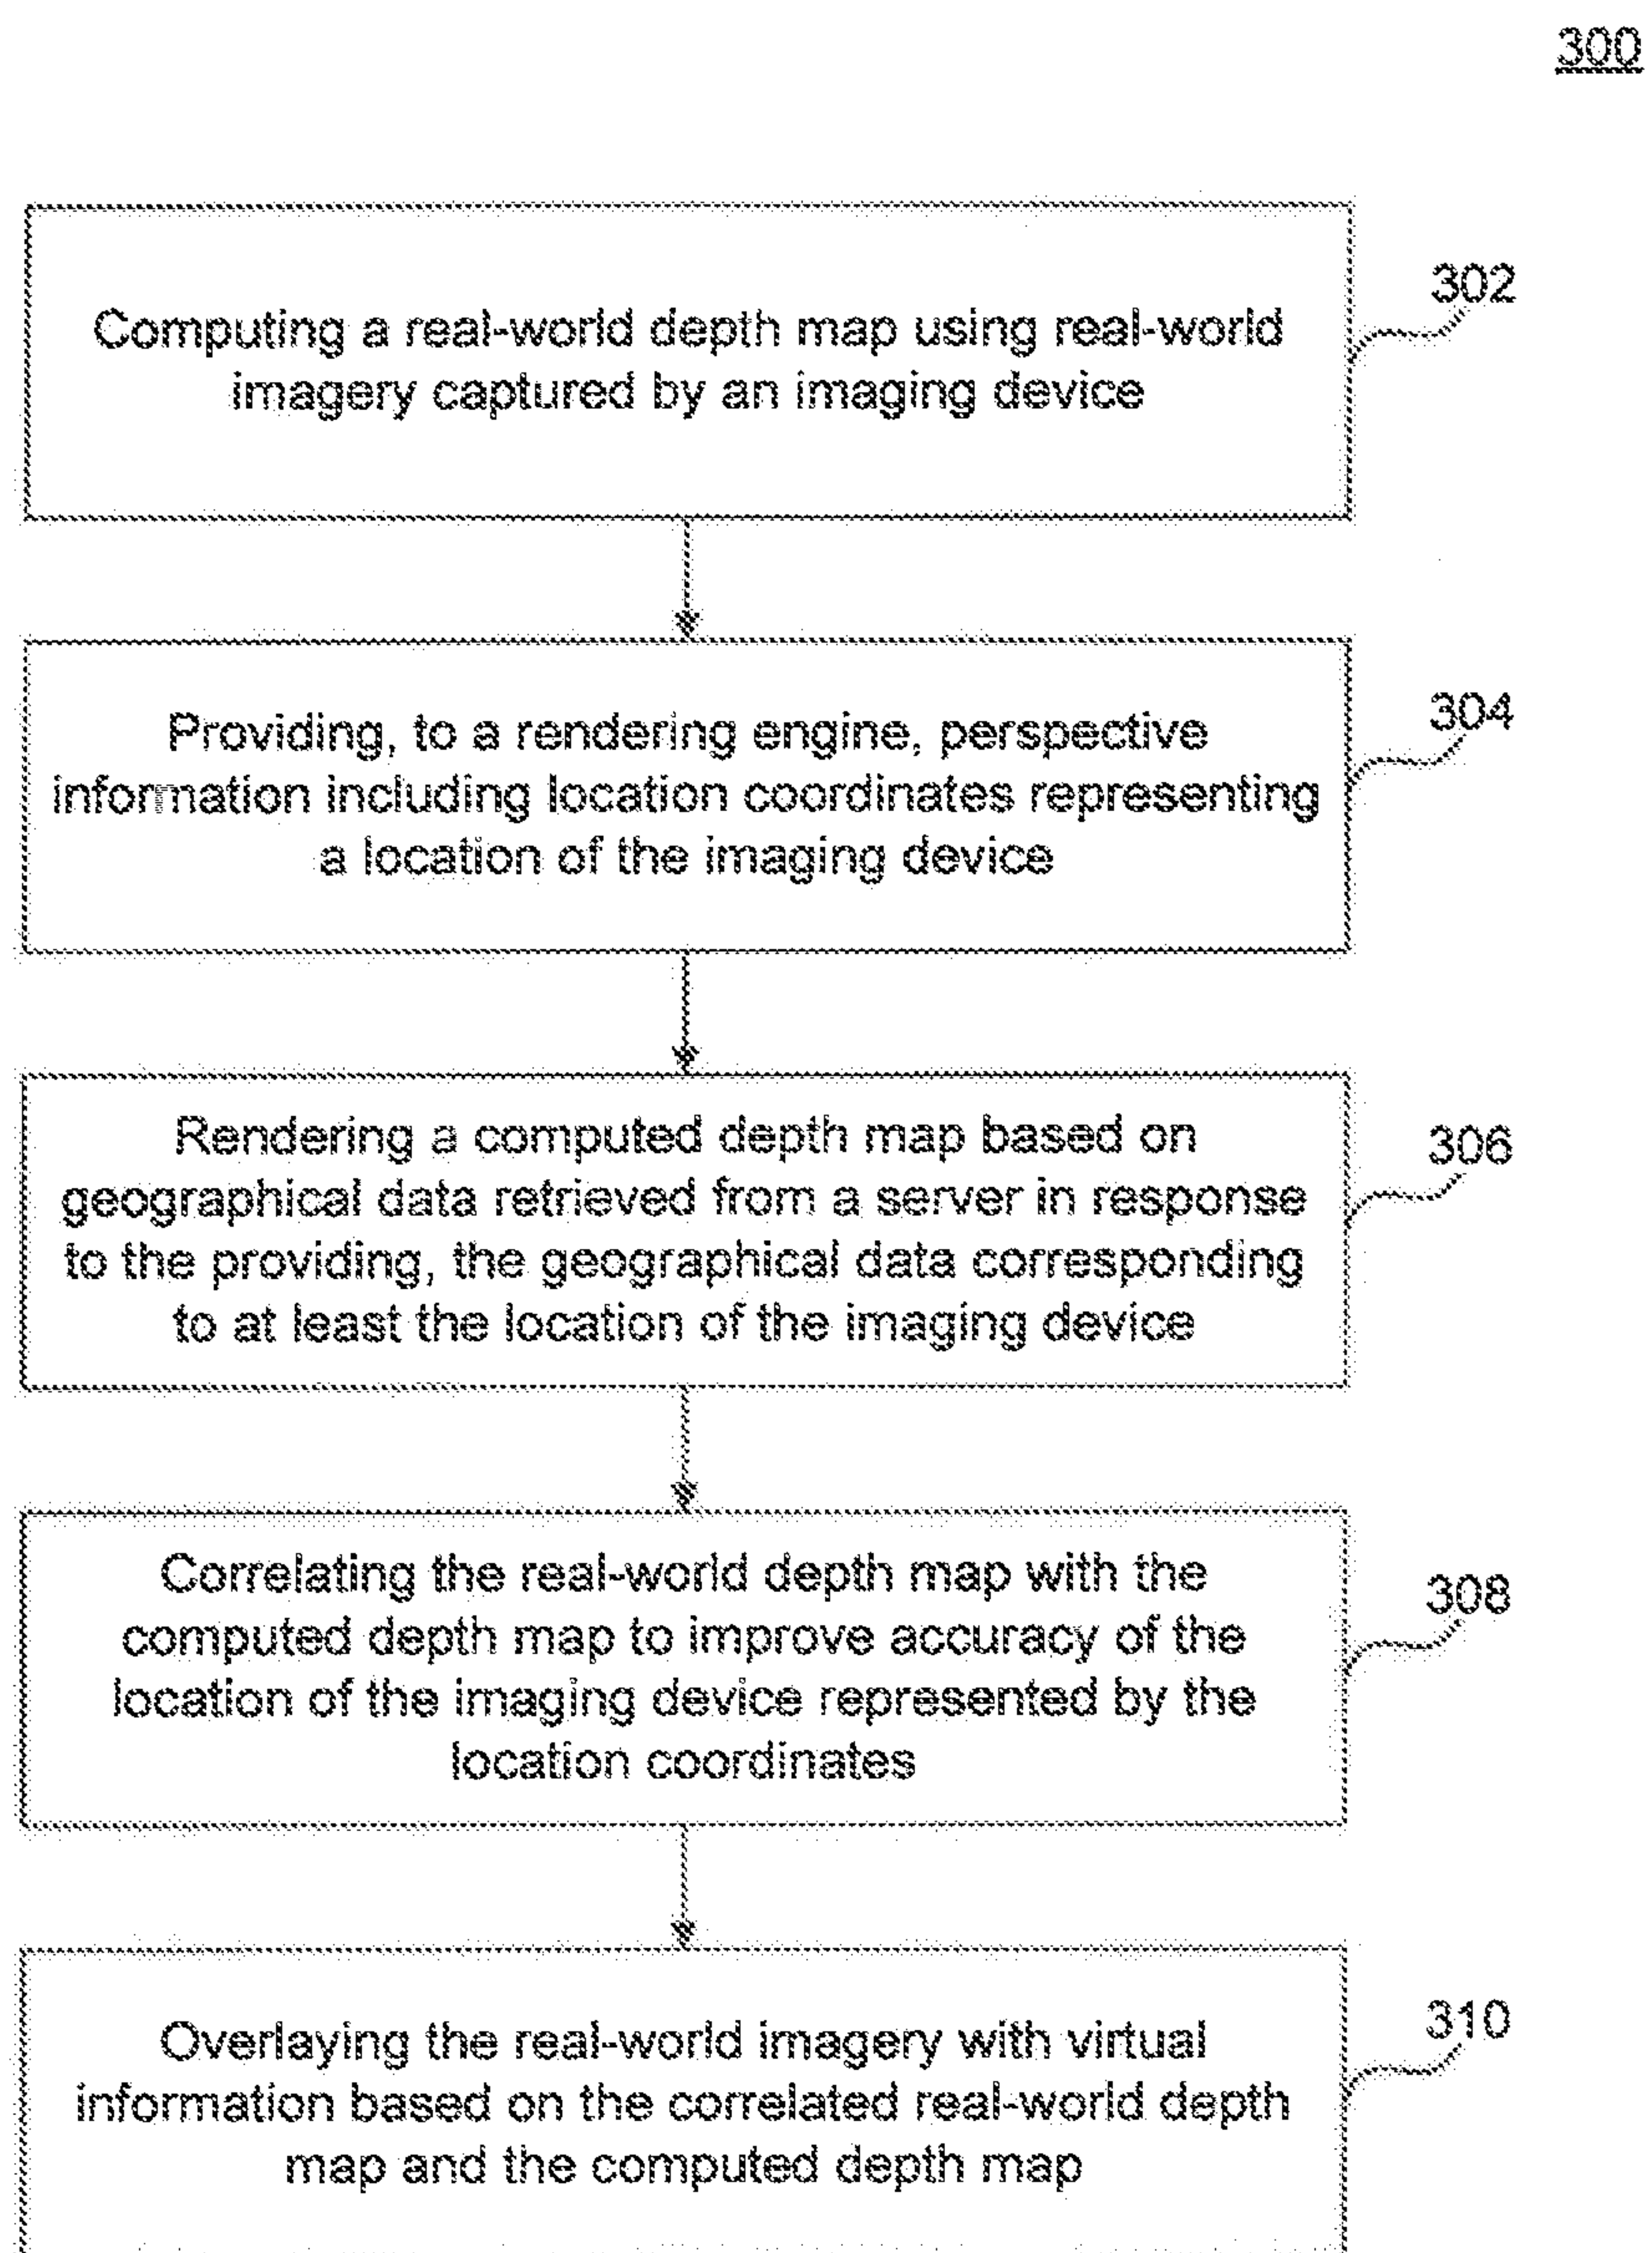 300
Computing a real-world depth map using real-world
imagery captured by an imaging device
302
Providing, to a rendering engine, perspective
information including location coordinates representing
a location of the imaging device
304
Rendering a computed depth map based on
geographical data retrieved from a server in response
to the providing, the geographical data corresponding
to at least the location of the imaging device
306
Correlating the real-world depth map with the
computed depth map to improve accuracy of the
location of the imaging device represented by the
location coordinates
308
Overlaying the real-world imagery with virtual
information based on the correlated real-world depth
map and the computed depth map
310